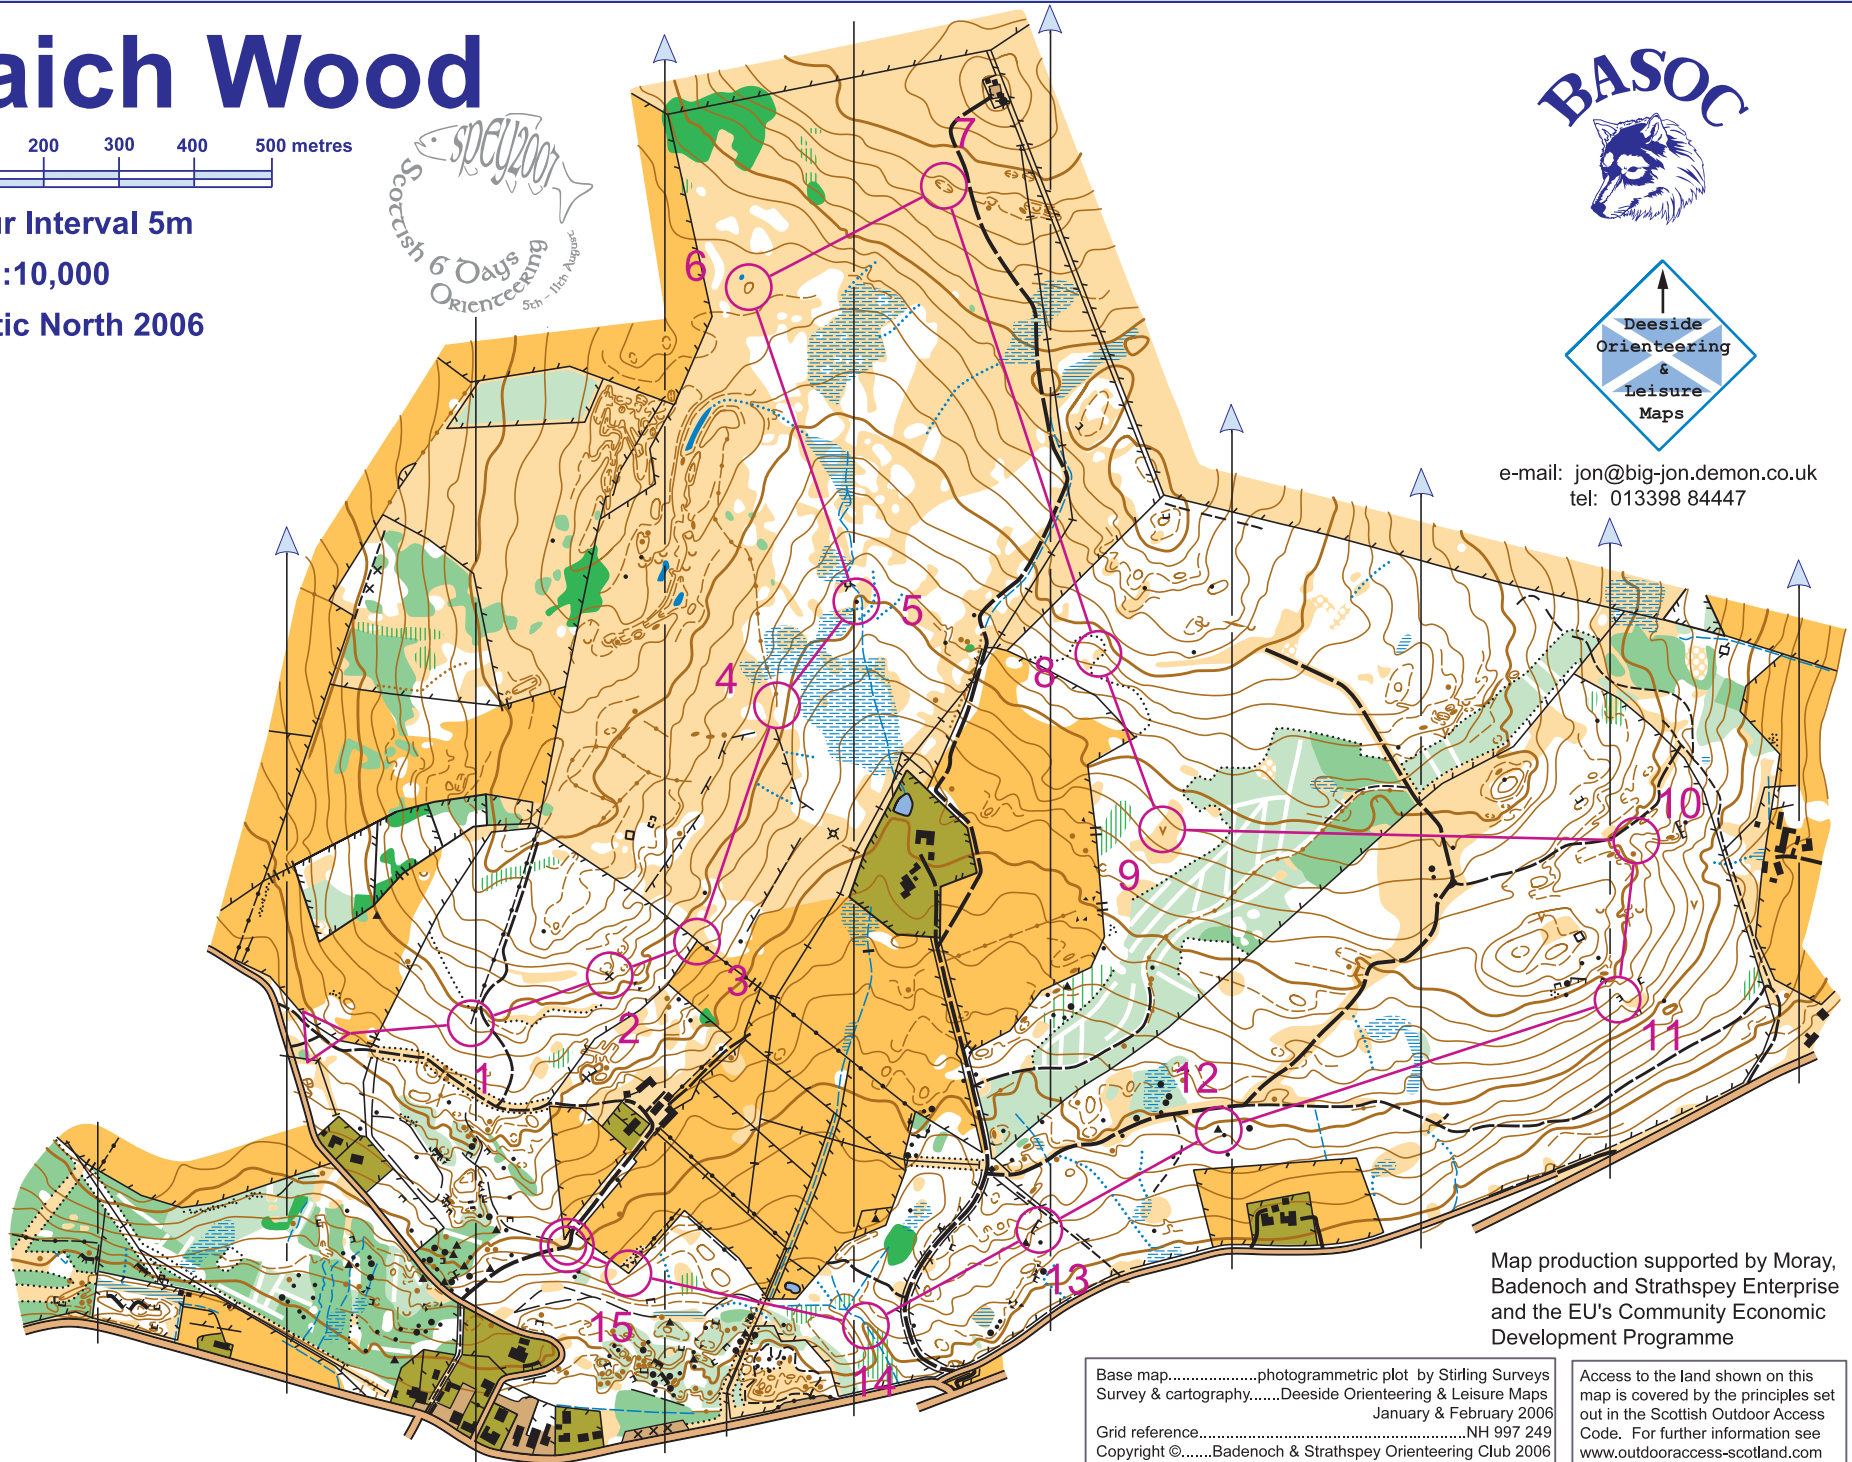 aich Wood
200 300 400 500 metres
r Interval 5m
:10,000
tic North 2006
spey2007
Scottish 6 Days
Orienteering
5th - 11th August
BASOC
Deeside
Orienteering
&
Leisure
Maps
e-mail: jon@big-jon.demon.co.uk
tel: 013398 84447
7
6
5
4
8
10
9
3
2
11
1
12
13
15
14
Map production supported by Moray,
Badenoch and Strathspey Enterprise
and the EU's Community Economic
Development Programme
Base map..................photogrammetric plot by Stirling Surveys
Survey & cartography......Deeside Orienteering & Leisure Maps
January & February 2006
Grid reference......................................................NH 997 249
Copyright ©......Badenoch & Strathspey Orienteering Club 2006
Access to the land shown on this
map is covered by the principles set
out in the Scottish Outdoor Access
Code. For further information see
www.outdooraccess-scotland.com